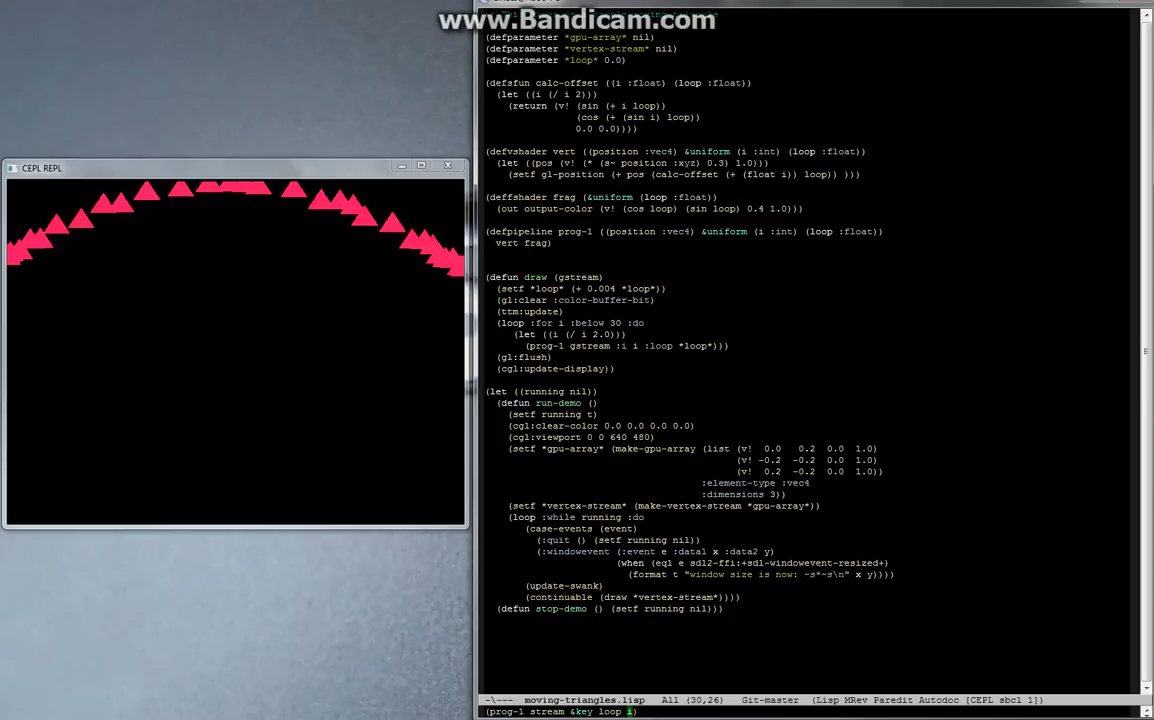 www.Bandicam.com
(defparameter *gpu-array* nil)
(defparameter *vertex-stream* nil)
(defparameter *loop* 0.0)
(defsfun calc-offset ((i :float) (loop :float))
(let ((i (/ i 2)))
(return (v! (sin (+ i loop))
(cos (+ (sin i) loop))
0.0 0.0))))
(defvshader vert ((position :vec4) &uniform (i :int) (loop :float))
(let ((pos (v! (* (s~ position :xyz) 0.3) 1.0)))
(setf gl-position (+ pos (calc-offset (+ (float i)) loop)) )))
(deffshader frag (&uniform (loop :float))
(out output-color (v! (cos loop) (sin loop) 0.4 1.0)))
(defpipeline prog-1 ((position :vec4) &uniform (i :int) (loop :float))
vert frag)
(defun draw (gstream)
(setf *loop* (+ 0.004 *loop*))
(gl:clear :color-buffer-bit)
(ttm:update)
(loop :for i :below 30 :do
(let ((i (/ i 2.0)))
(prog-1 gstream :i i :loop *loop*)))
(gl:flush)
(cgl:update-display))
(let ((running nil))
(defun run-demo ()
(setf running t)
(cgl:clear-color 0.0 0.0 0.0 0.0)
(cgl:viewport 0 0 640 480)
(setf *gpu-array* (make-gpu-array (list (v! 0.0 0.2 0.0 1.0)
(v! -0.2 -0.2 0.0 1.0)
(v! 0.2 -0.2 0.0 1.0))
:element-type :vec4
:dimensions 3))
(setf *vertex-stream* (make-vertex-stream *gpu-array*))
(loop :while running :do
(case-events (event)
(:quit () (setf running nil))
(:windowevent (:event e :data1 x :data2 y)
(when (eql e sdl2-ffi:+sdl-windowevent-resized+)
(format t "window size is now: ~s*~s\n" x y))))
(update-swank)
(continuable (draw *vertex-stream*))))
(defun stop-demo () (setf running nil)))
-\--- moving-triangles.lisp All (30,26) Git-master (Lisp MRev Paredit Autodoc [CEPL sbcl 1])
(prog-1 stream &key loop i)
CEPL REPL